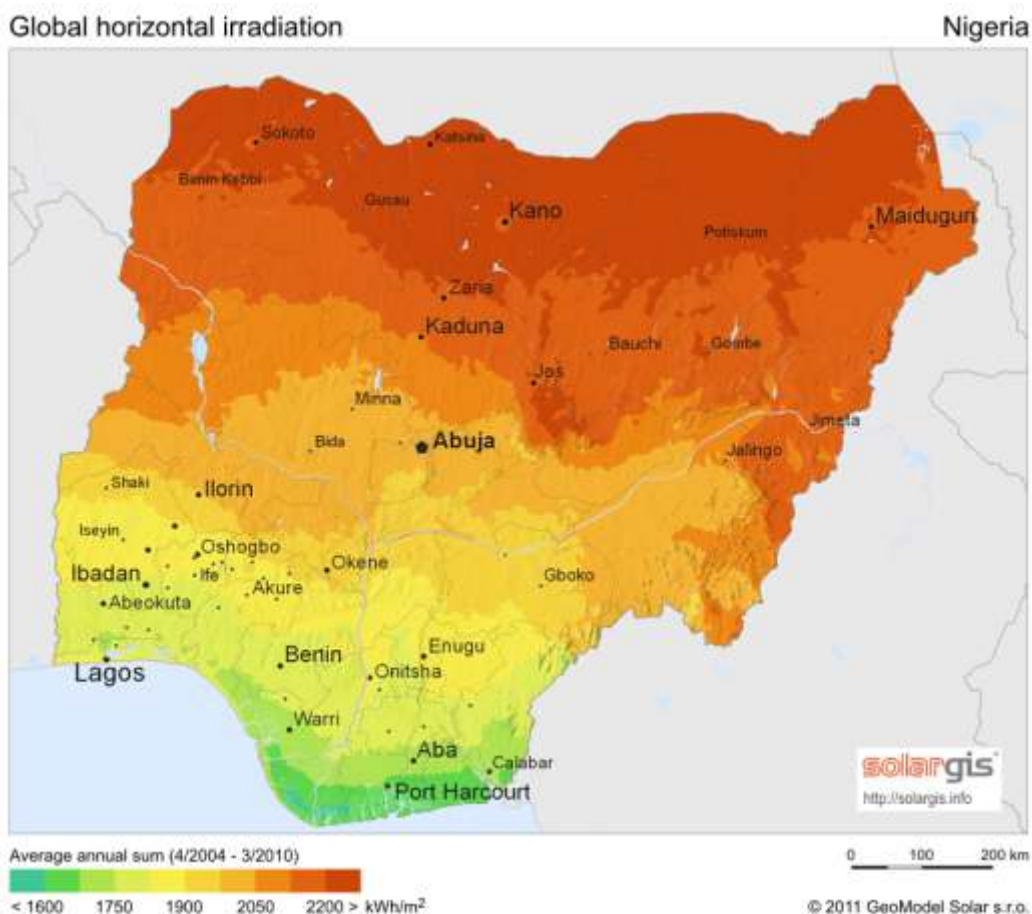 Global horizontal irradiation
Nigeria
Sokoto
Katsina
Birnin-Kebbi
Gusau
Kano
Maiduguri
Potiskum
Zaria
Kaduna
Bauchi
Gombe
Jos
Minna
Jimeta
Bida
Abuja
Jalingo
Shaki
Ilorin
Iseyin
Oshogbo
Okene
Ibadan
Ife
Gboko
Akure
Abeokuta
Benin
Enugu
Lagos
Onitsha
Warri
Aba
Calabar
Port Harcourt
solargis
http://solargis.info
Average annual sum (4/2004 - 3/2010)
0 100 200 km
< 1600 1750 1900 2050 2200 > kWh/m²
© 2011 GeoModel Solar s.r.o.